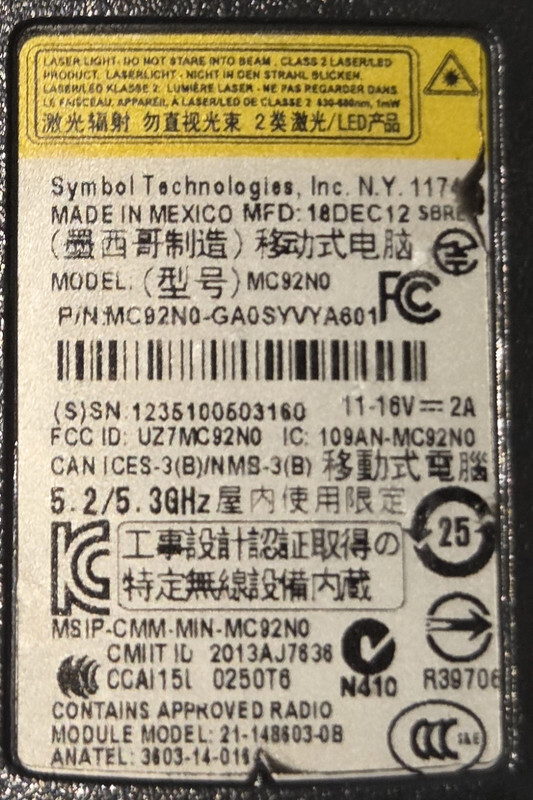 LASER LIGHT- DO NOT STARE INTO BEAM . CLASS 2 LASER/LED
PRODUCT. LASERLICHT - NICHT IN DEN STRAHL BLICKEN.
LASER/LED KLASSE 2. LUMIÈRE LASER - NE PAS REGARDER DANS
LE FAISCEAU. APPAREIL À LASER/LED DE CLASSE 2 630-680nm, 1mW
激光辐射 勿直视光束 2类激光/LED产品
Symbol Technologies, Inc. N.Y. 117
MADE IN MEXICO MFD: 18DEC12 SBRE
(墨西哥制造) 移动式电脑
MODEL: (型号) MC92N0
FC
P/N:MC92N0-GA0SYVYA601
(S)SN:1235100503160 11-16V 2A
FCC ID: UZ7MC92N0 IC: 109AN-MC92N0
CAN ICES-3(B)/NMB-3(B) 移動式電腦
5.2/5.3GHz 屋内使用限定
25
工事設計認証取得の
特定無線設備内蔵
MSIP-CMM-MIN-MC92N0
CMIIT ID 2013AJ7636
CCAI15L 0250T6
N410
R39706
CONTAINS APPROVED RADIO
MODULE MODEL: 21-148603-0B
ANATEL: 3603-14-016
CCC S&E